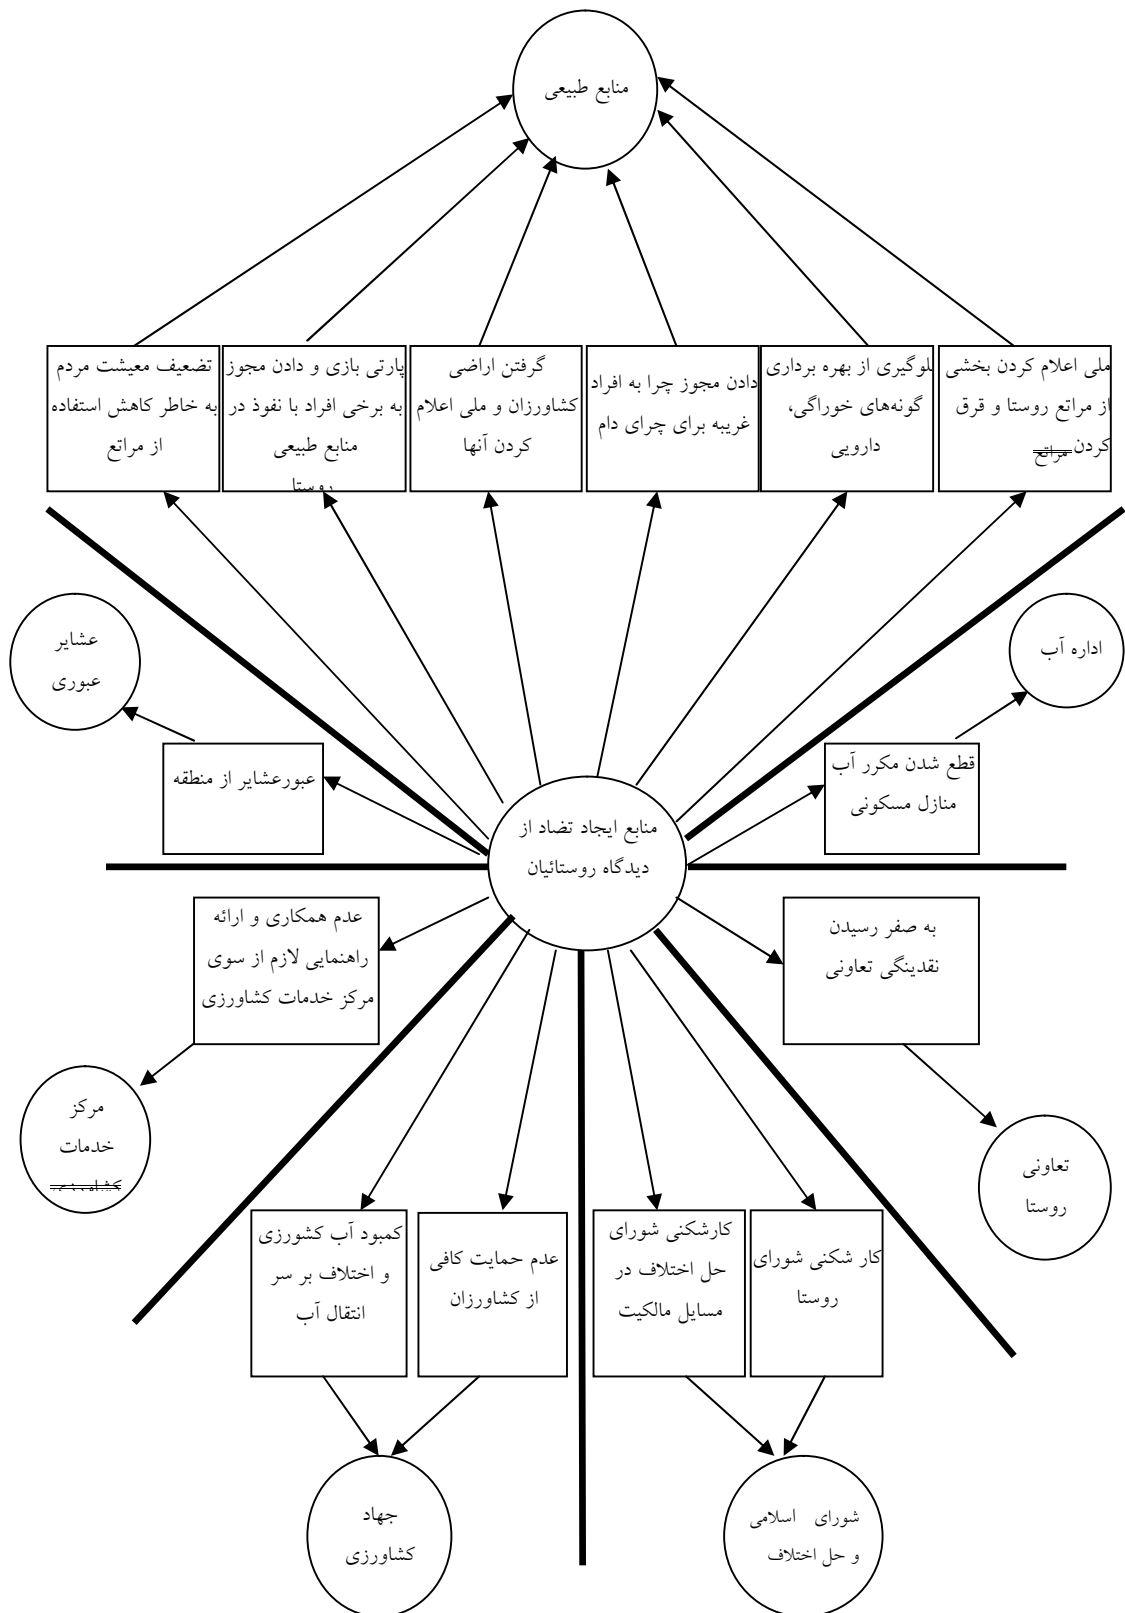 منابع طبیعی
ملی اعلام کردن بخشی
از مراتع روستا و قرق
کردن مراتع
لوگیری از بهره برداری
گونه‌های خوراگی،
دارویی
دادن مجوز چرا به افراد
غریبه برای چرای دام
گرفتن اراضی
کشاورزان و ملی اعلام
کردن آنها
پارتی بازی و دادن مجوز
به برخی افراد با نفوذ در
منابع طبیعی
روستا
تضعیف معیشت مردم
به خاطر کاهش استفاده
از مراتع
اداره آب
عشایر
عبوری
قطع شدن مکرر آب
منازل مسکونی
عبورعشایر از منطقه
منابع ایجاد تضاد از
دیدگاه روستائیان
به صفر رسیدن
نقدینگی تعاونی
عدم همکاری و ارائه
راهنمایی لازم از سوی
مرکز خدمات کشاورزی
تعاونی
روستا
مرکز
خدمات
کار شکنی شورای
روستا
کارشکنی شورای
حل اختلاف در
مسایل مالکیت
عدم حمایت کافی
از کشاورزان
کمبود آب کشورزی
و اختلاف بر سر
انتقال آب
شورای اسلامی
و حل اختلاف
جهاد
کشاورزی